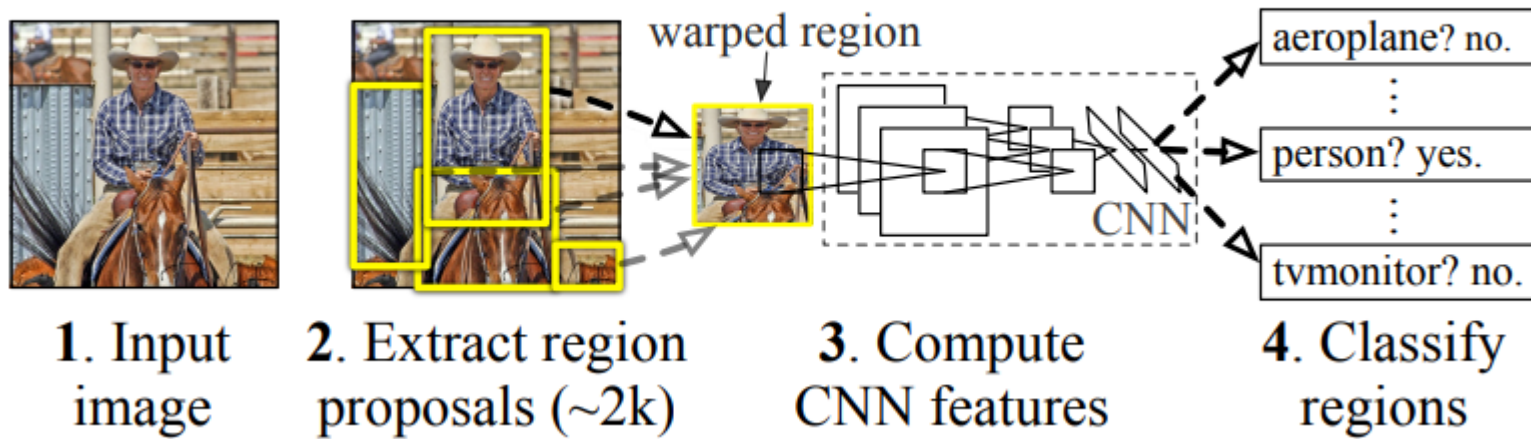 warped region
aeroplane? no.
⋮
person? yes.
CNN
⋮
tvmonitor? no.
1. Input
image
2. Extract region
proposals (~2k)
3. Compute
CNN features
4. Classify
regions